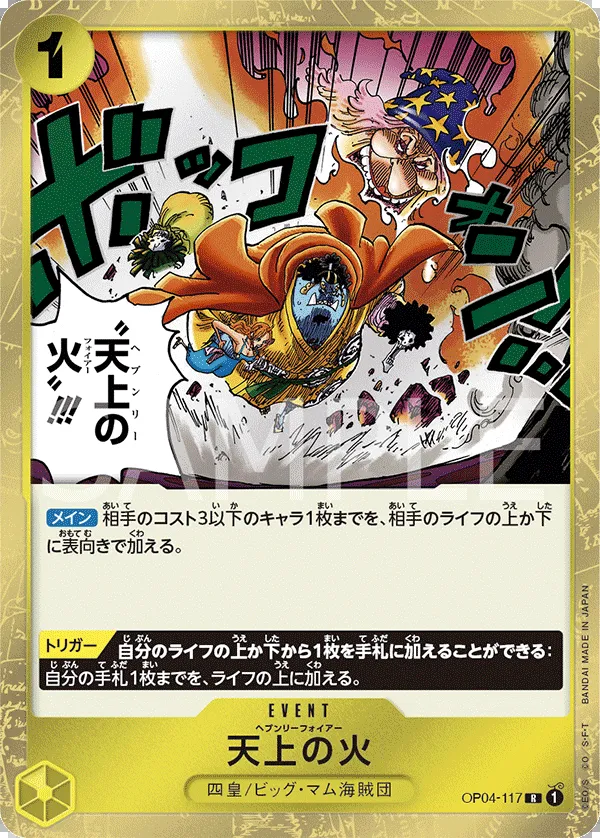 1
ボッコオン!!
〝天上の
ヘブンリー
火〟!!!
フォイアー
SAMPLE
メイン 相手のコスト3以下のキャラ1枚までを、相手のライフの上か下
に表向きで加える。
トリガー 自分のライフの上か下から1枚を手札に加えることができる：
自分の手札1枚までを、ライフの上に加える。
EVENT
ヘブンリーフォイアー
天上の火
四皇/ビッグ・マム海賊団
OP04-117 R 1
©E.O./S. ©O./S・F・T BANDAI MADE IN JAPAN